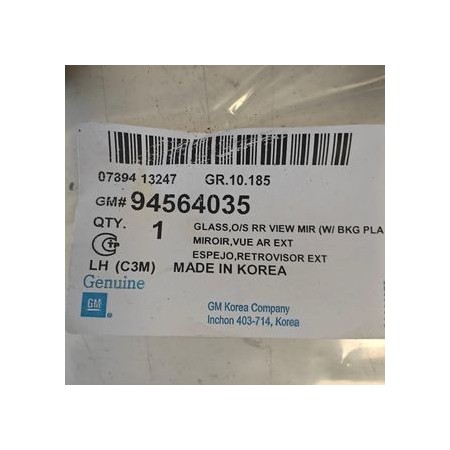 07894 13247 GR.10.185
GM# 94564035
QTY. 1 GLASS,O/S RR VIEW MIR (W/ BKG PLA
MIROIR,VUE AR EXT
ESPEJO,RETROVISOR EXT
LH (C3M) MADE IN KOREA
Genuine
GM
GM Korea Company
Inchon 403-714, Korea